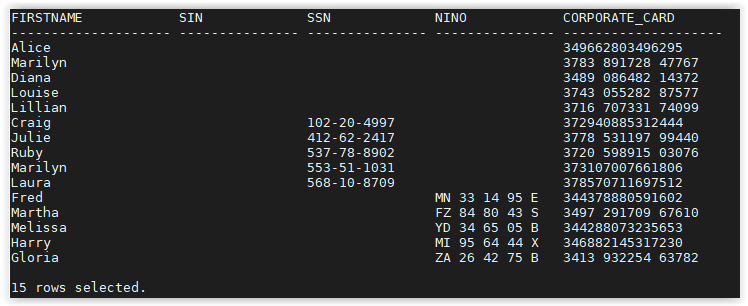 FIRSTNAME            SIN             SSN             NINO            CORPORATE_CARD
-------------------- --------------- --------------- --------------- --------------------
Alice                                                                349662803496295
Marilyn                                                              3783 891728 47767
Diana                                                                3489 086482 14372
Louise                                                               3743 055282 87577
Lillian                                                              3716 707331 74099
Craig                                102-20-4997                     372940885312444
Julie                                412-62-2417                     3778 531197 99440
Ruby                                 537-78-8902                     3720 598915 03076
Marilyn                              553-51-1031                     373107007661806
Laura                                568-10-8709                     378570711697512
Fred                                                 MN 33 14 95 E   344378880591602
Martha                                               FZ 84 80 43 S   3497 291709 67610
Melissa                                              YD 34 65 05 B   344288073235653
Harry                                                MI 95 64 44 X   346882145317230
Gloria                                               ZA 26 42 75 B   3413 932254 63782
15 rows selected.